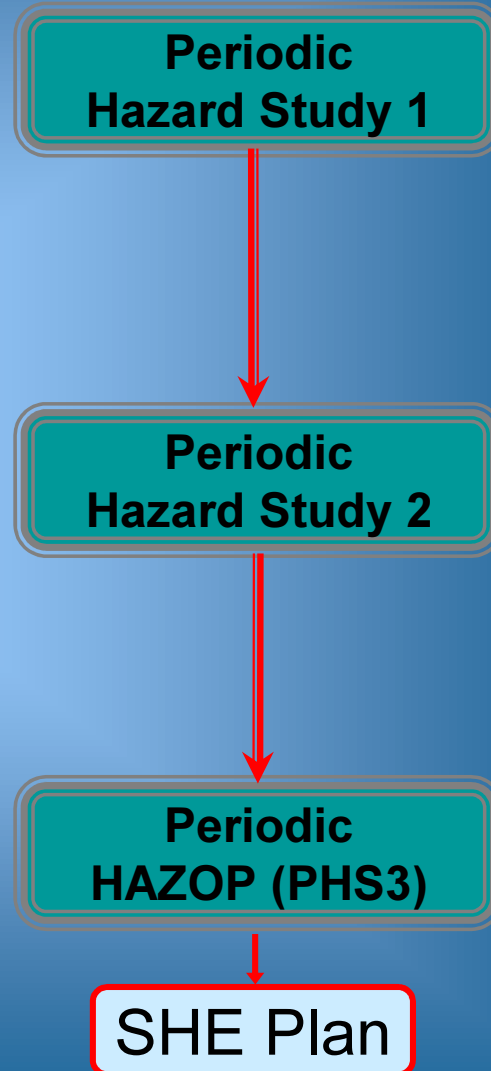 Periodic
Hazard Study 1
Periodic
Hazard Study 2
Periodic
HAZOP (PHS3)
SHE Plan